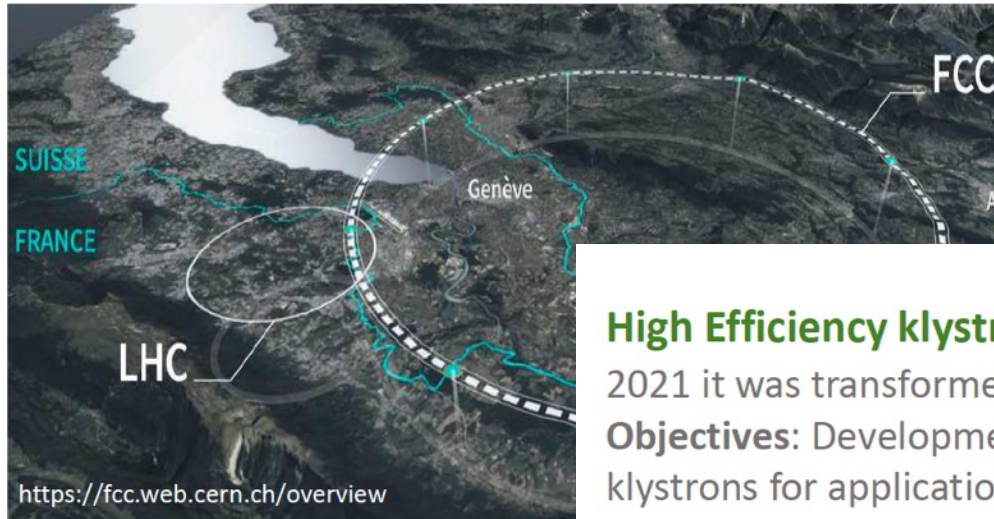 FCC
SUISSE
Genève
A
FRANCE
LHC
https://fcc.web.cern.ch/overview
High Efficiency klystr
2021 it was transforme
Objectives: Developme
klystrons for applicatio